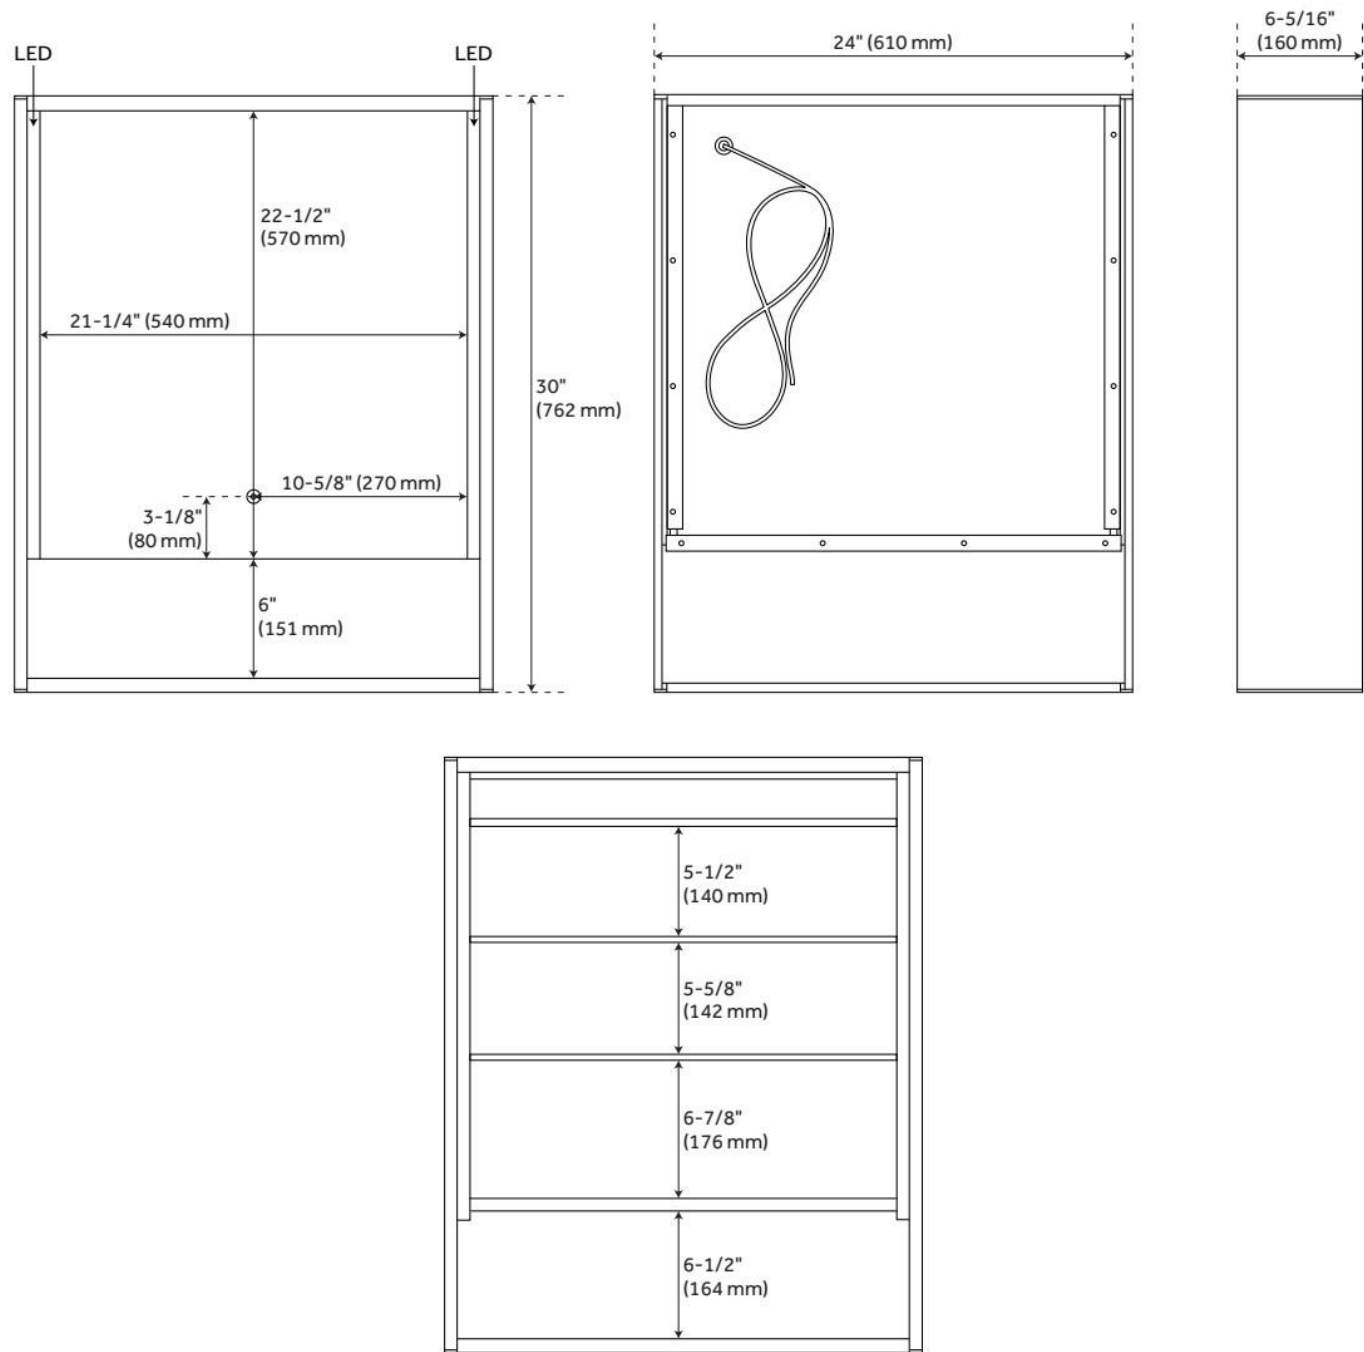 LED
LED
24" (610 mm)
6-5/16"
(160 mm)
22-1/2"
(570 mm)
21-1/4" (540 mm)
30"
(762 mm)
10-5/8" (270 mm)
3-1/8"
(80 mm)
6"
(151 mm)
5-1/2"
(140 mm)
5-5/8"
(142 mm)
6-7/8"
(176 mm)
6-1/2"
(164 mm)